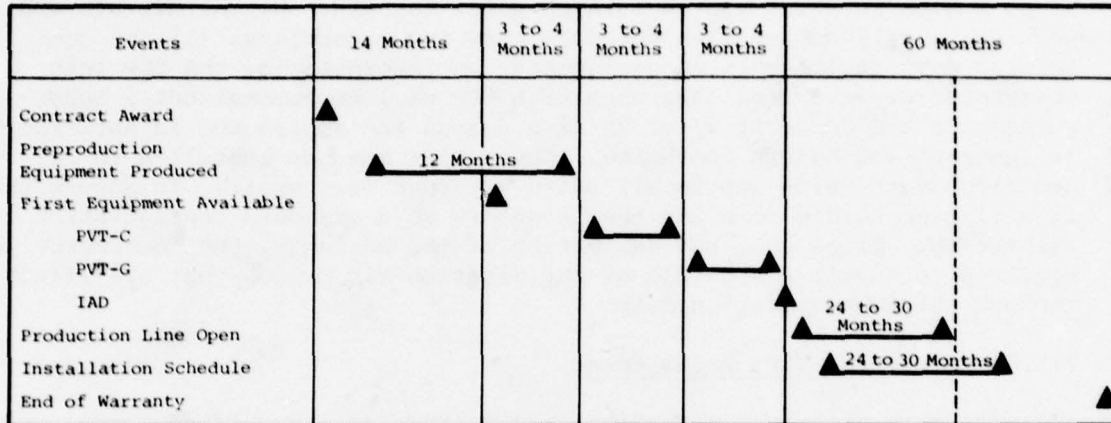 Events
14 Months
3 to 4
Months
3 to 4
Months
3 to 4
Months
60 Months
Contract Award
Preproduction
Equipment Produced
12 Months
First Equipment Available
PVT-C
PVT-G
IAD
24 to 30
Months
Production Line Open
24 to 30 Months
Installation Schedule
End of Warranty